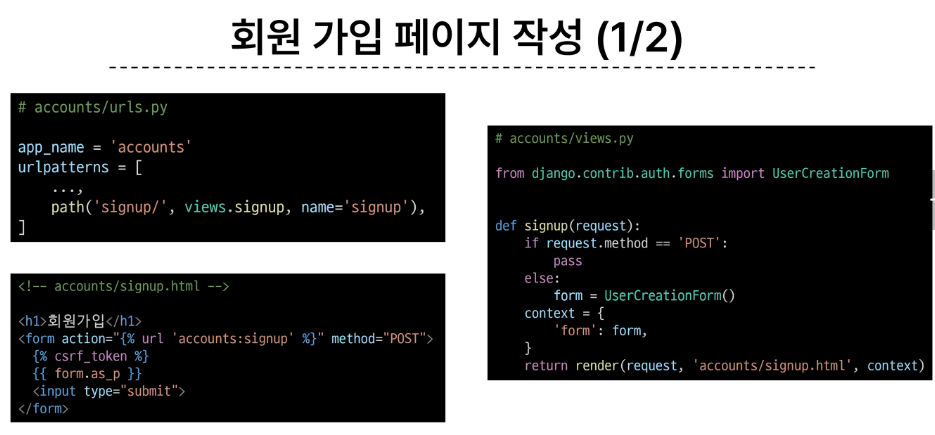 회원 가입 페이지 작성 (1/2)
# accounts/urls.py
app_name = 'accounts'
urlpatterns = [
    ...,
    path('signup/', views.signup, name='signup'),
]
<!-- accounts/signup.html -->
<h1>회원가입</h1>
<form action="{% url 'accounts:signup' %}" method="POST">
  {% csrf_token %}
  {{ form.as_p }}
  <input type="submit">
</form>
# accounts/views.py
from django.contrib.auth.forms import UserCreationForm
def signup(request):
    if request.method == 'POST':
        pass
    else:
        form = UserCreationForm()
    context = {
        'form': form,
    }
    return render(request, 'accounts/signup.html', context)